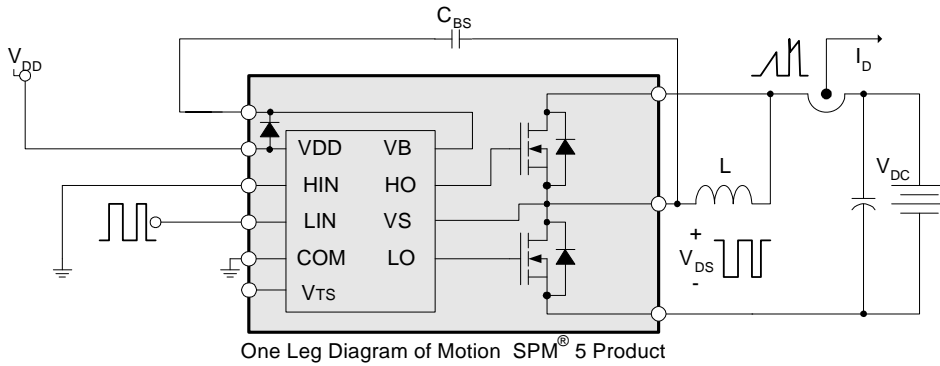 C_BS
V_DD
I_D
VDD VB
HIN HO
LIN VS
COM LO
V_TS
L
V_DC
+
V_DS
-
One Leg Diagram of Motion SPM® 5 Product